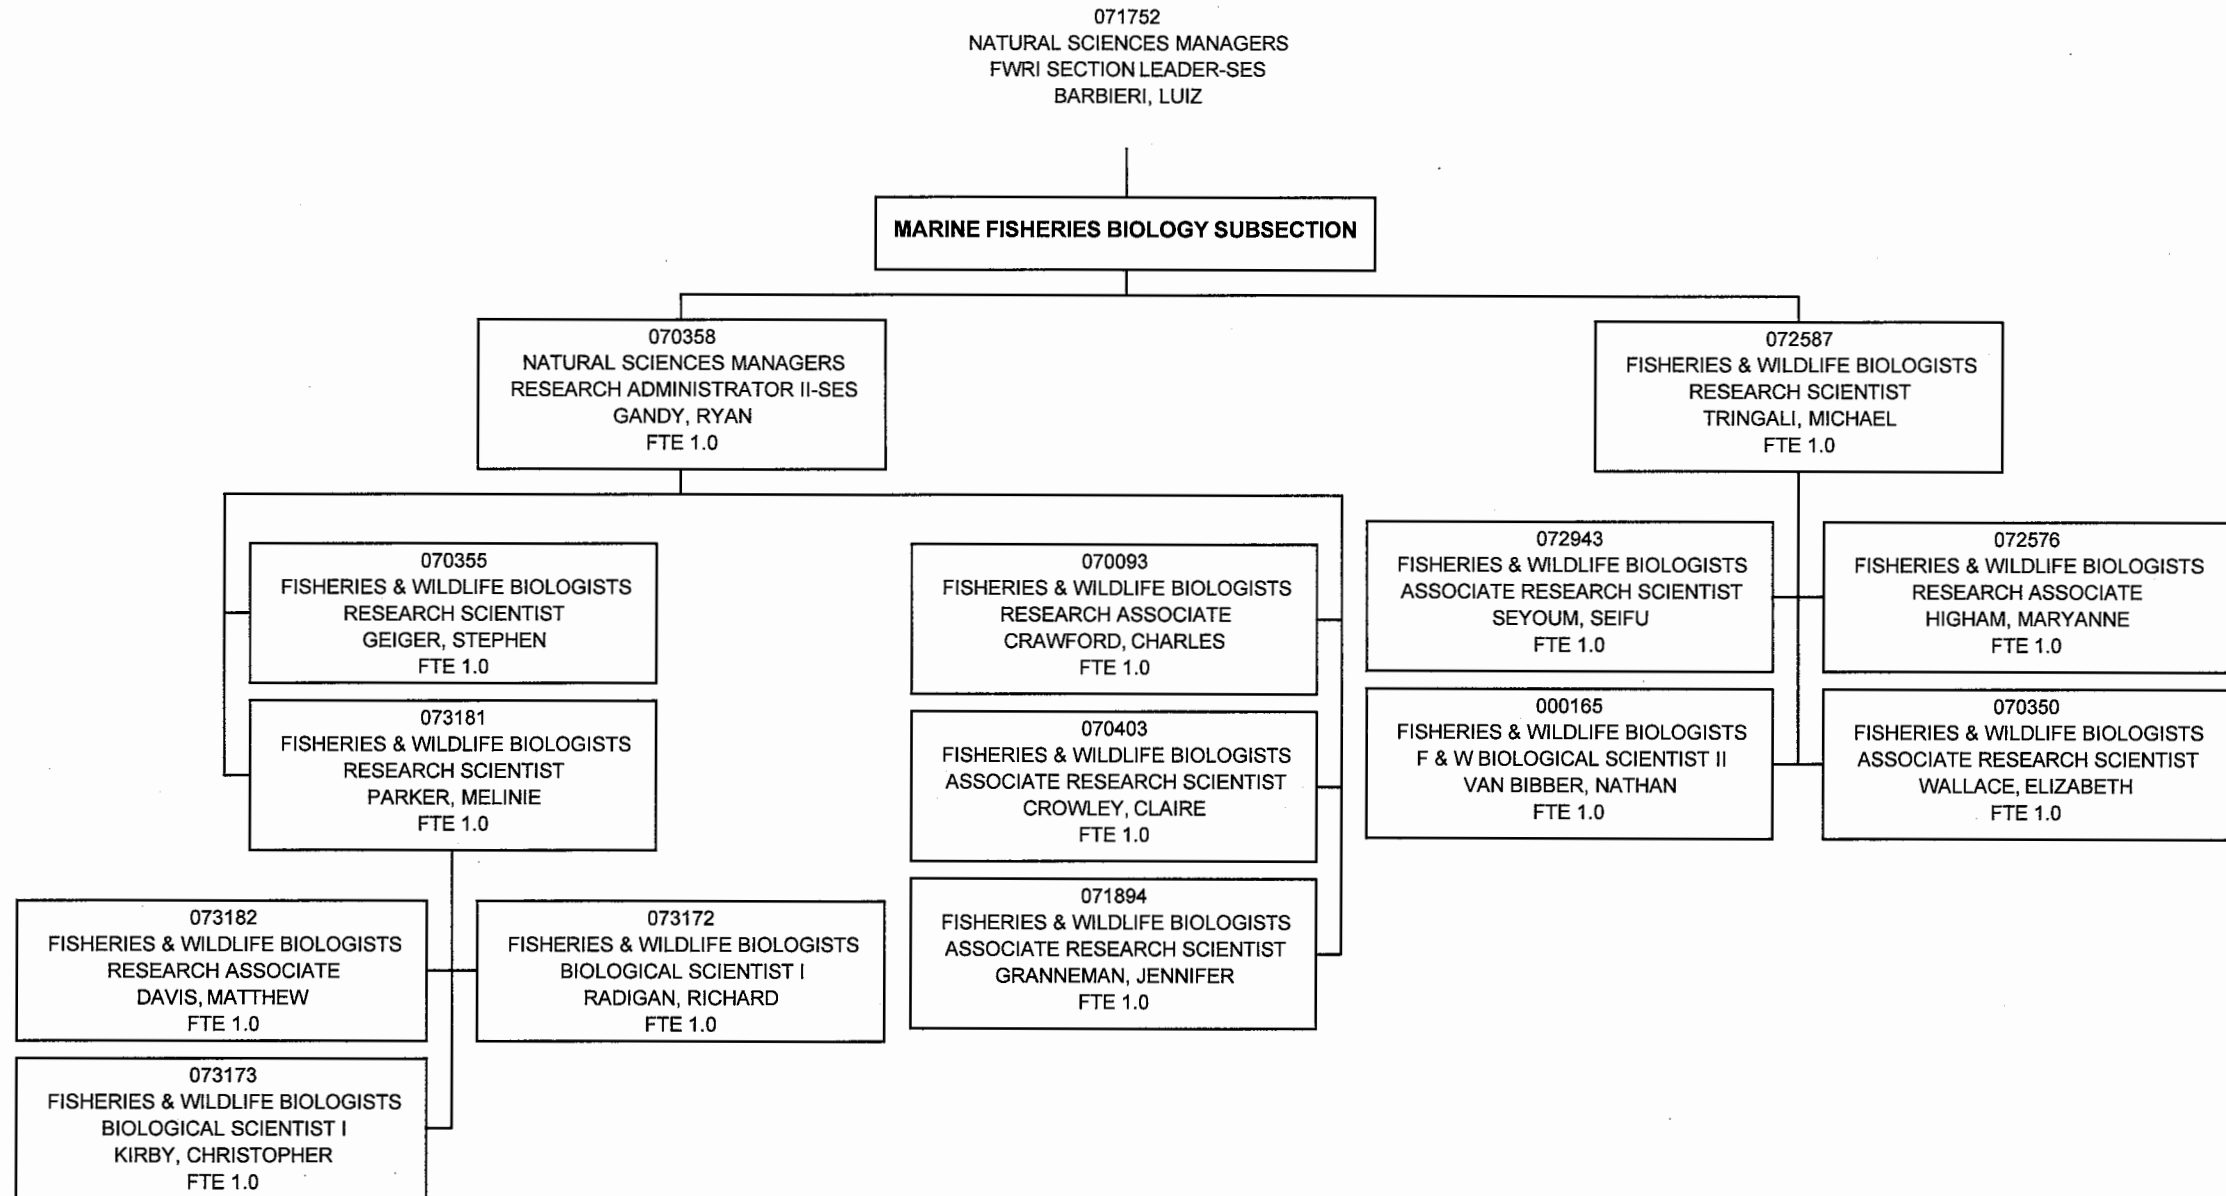 071752
NATURAL SCIENCES MANAGERS
FWRI SECTION LEADER-SES
BARBIERI, LUIZ
MARINE FISHERIES BIOLOGY SUBSECTION
070358
NATURAL SCIENCES MANAGERS
RESEARCH ADMINISTRATOR II-SES
GANDY, RYAN
FTE 1.0
072587
FISHERIES & WILDLIFE BIOLOGISTS
RESEARCH SCIENTIST
TRINGALI, MICHAEL
FTE 1.0
070355
FISHERIES & WILDLIFE BIOLOGISTS
RESEARCH SCIENTIST
GEIGER, STEPHEN
FTE 1.0
073181
FISHERIES & WILDLIFE BIOLOGISTS
RESEARCH SCIENTIST
PARKER, MELINIE
FTE 1.0
073182
FISHERIES & WILDLIFE BIOLOGISTS
RESEARCH ASSOCIATE
DAVIS, MATTHEW
FTE 1.0
073172
FISHERIES & WILDLIFE BIOLOGISTS
BIOLOGICAL SCIENTIST I
RADIGAN, RICHARD
FTE 1.0
073173
FISHERIES & WILDLIFE BIOLOGISTS
BIOLOGICAL SCIENTIST I
KIRBY, CHRISTOPHER
FTE 1.0
070093
FISHERIES & WILDLIFE BIOLOGISTS
RESEARCH ASSOCIATE
CRAWFORD, CHARLES
FTE 1.0
070403
FISHERIES & WILDLIFE BIOLOGISTS
ASSOCIATE RESEARCH SCIENTIST
CROWLEY, CLAIRE
FTE 1.0
071894
FISHERIES & WILDLIFE BIOLOGISTS
ASSOCIATE RESEARCH SCIENTIST
GRANNEMAN, JENNIFER
FTE 1.0
072943
FISHERIES & WILDLIFE BIOLOGISTS
ASSOCIATE RESEARCH SCIENTIST
SEYOUM, SEIFU
FTE 1.0
072576
FISHERIES & WILDLIFE BIOLOGISTS
RESEARCH ASSOCIATE
HIGHAM, MARYANNE
FTE 1.0
000165
FISHERIES & WILDLIFE BIOLOGISTS
F & W BIOLOGICAL SCIENTIST II
VAN BIBBER, NATHAN
FTE 1.0
070350
FISHERIES & WILDLIFE BIOLOGISTS
ASSOCIATE RESEARCH SCIENTIST
WALLACE, ELIZABETH
FTE 1.0